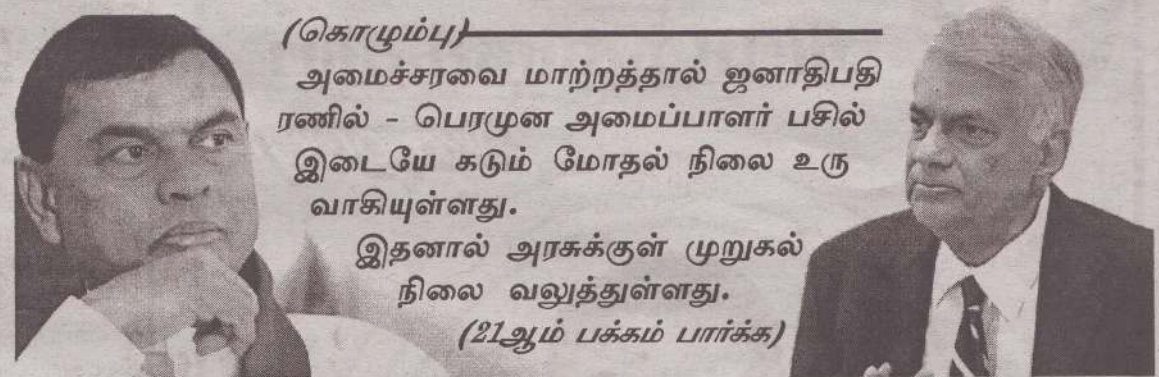 (கொழும்பு)
அமைச்சரவை மாற்றத்தால் ஜனாதிபதி
ரணில் - பெரமுன அமைப்பாளர் பசில்
இடையே கடும் மோதல் நிலை உரு
வாகியுள்ளது.
இதனால் அரசுக்குள் முறுகல்
நிலை வலுத்துள்ளது.
(21ஆம் பக்கம் பார்க்க)